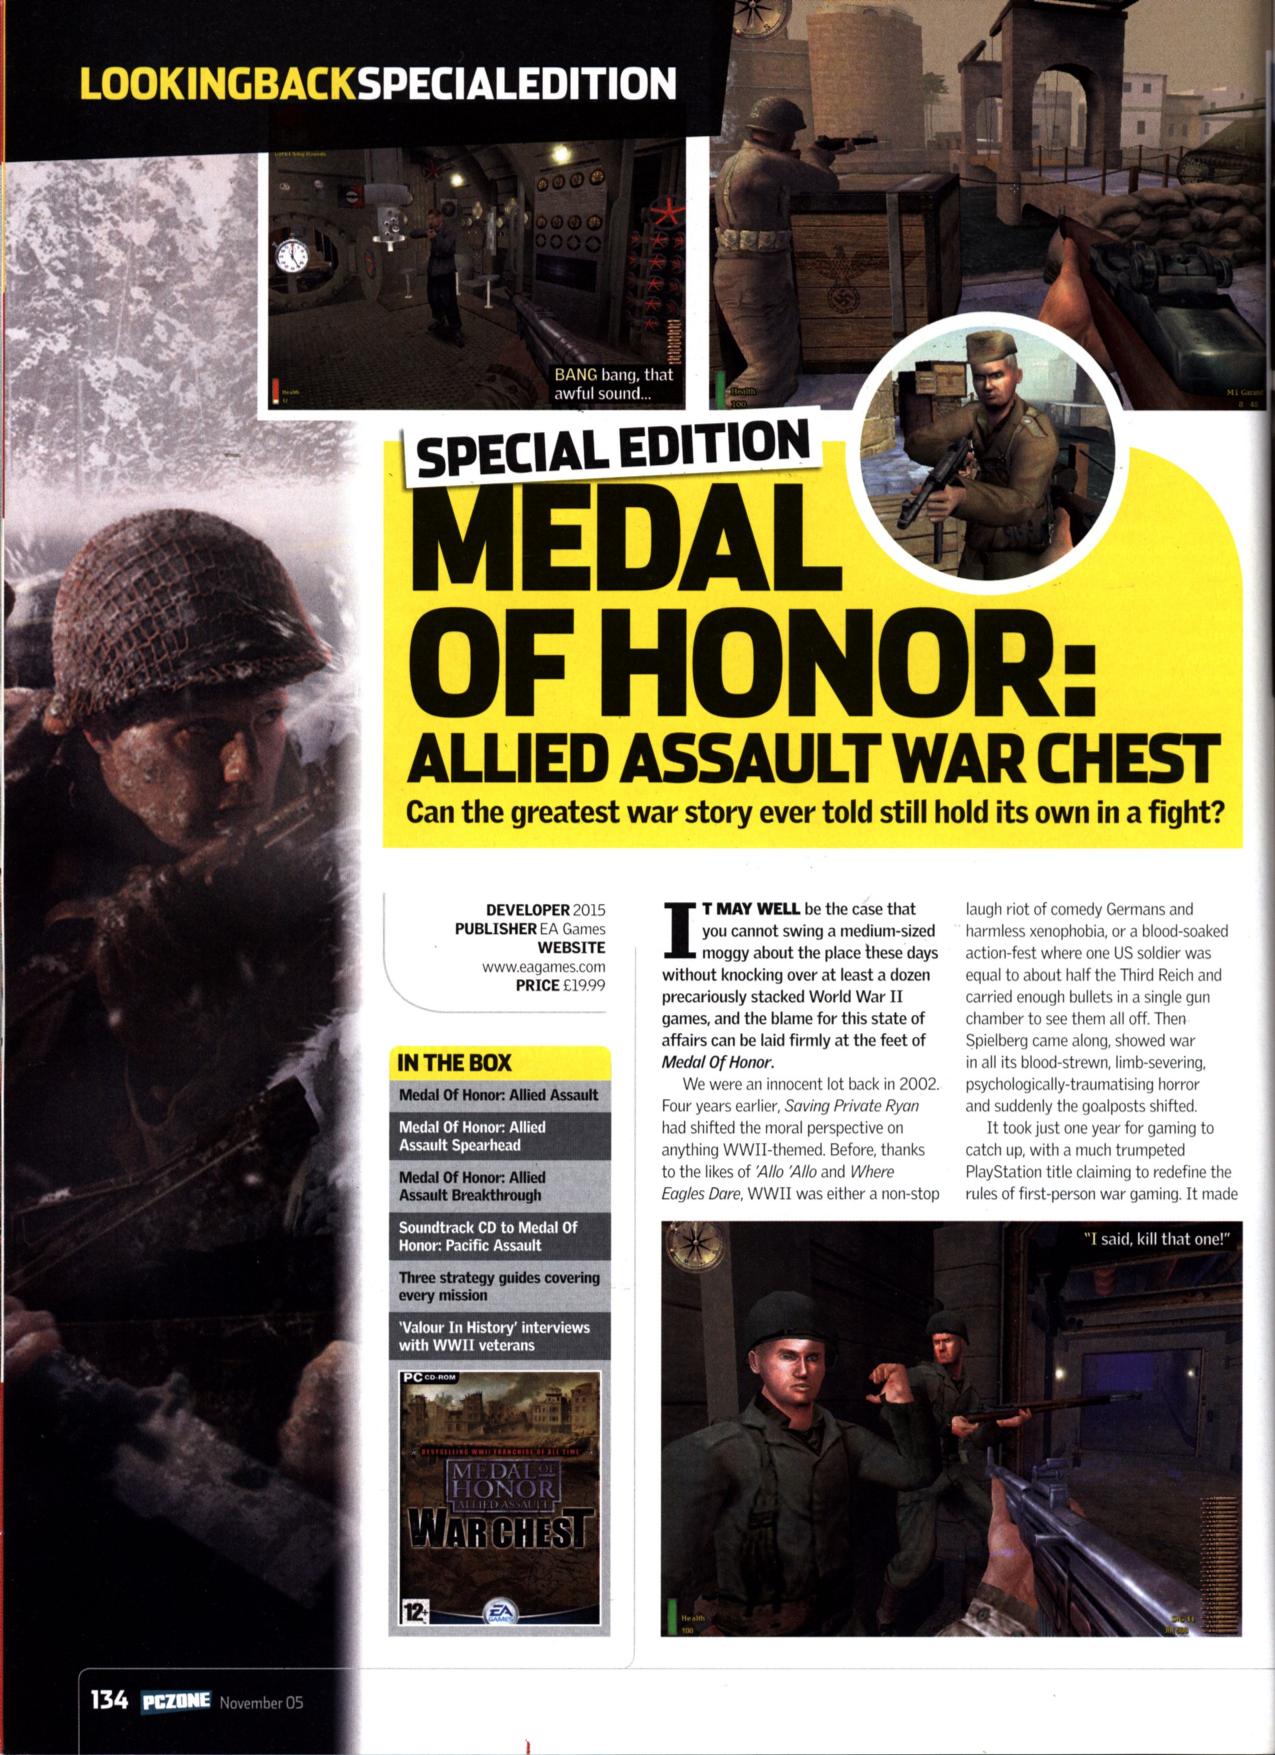 LOOKINGBACKSPECIALEDITION
BANG bang, that
awful sound...
Health
Health
100
M1 Garand
SPECIAL EDITION
MEDAL
OF HONOR:
ALLIED ASSAULT WAR CHEST
Can the greatest war story ever told still hold its own in a fight?
DEVELOPER 2015
PUBLISHER EA Games
WEBSITE
www.eagames.com
PRICE £19.99
IN THE BOX
Medal Of Honor: Allied Assault
Medal Of Honor: Allied
Assault Spearhead
Medal Of Honor: Allied
Assault Breakthrough
Soundtrack CD to Medal Of
Honor: Pacific Assault
Three strategy guides covering
every mission
'Valour In History' interviews
with WWII veterans
PC CD-ROM
BESTSELLING WWII FRANCHISE OF ALL TIME
MEDAL OF
HONOR
ALLIED ASSAULT
WARCHEST
12+
EA
GAMES
IT MAY WELL be the case that
you cannot swing a medium-sized
moggy about the place these days
without knocking over at least a dozen
precariously stacked World War II
games, and the blame for this state of
affairs can be laid firmly at the feet of
Medal Of Honor.
We were an innocent lot back in 2002.
Four years earlier, Saving Private Ryan
had shifted the moral perspective on
anything WWII-themed. Before, thanks
to the likes of 'Allo 'Allo and Where
Eagles Dare, WWII was either a non-stop
laugh riot of comedy Germans and
harmless xenophobia, or a blood-soaked
action-fest where one US soldier was
equal to about half the Third Reich and
carried enough bullets in a single gun
chamber to see them all off. Then
Spielberg came along, showed war
in all its blood-strewn, limb-severing,
psychologically-traumatising horror
and suddenly the goalposts shifted.
It took just one year for gaming to
catch up, with a much trumpeted
PlayStation title claiming to redefine the
rules of first-person war gaming. It made
"I said, kill that one!"
Health
100
134 PCZONE November 05